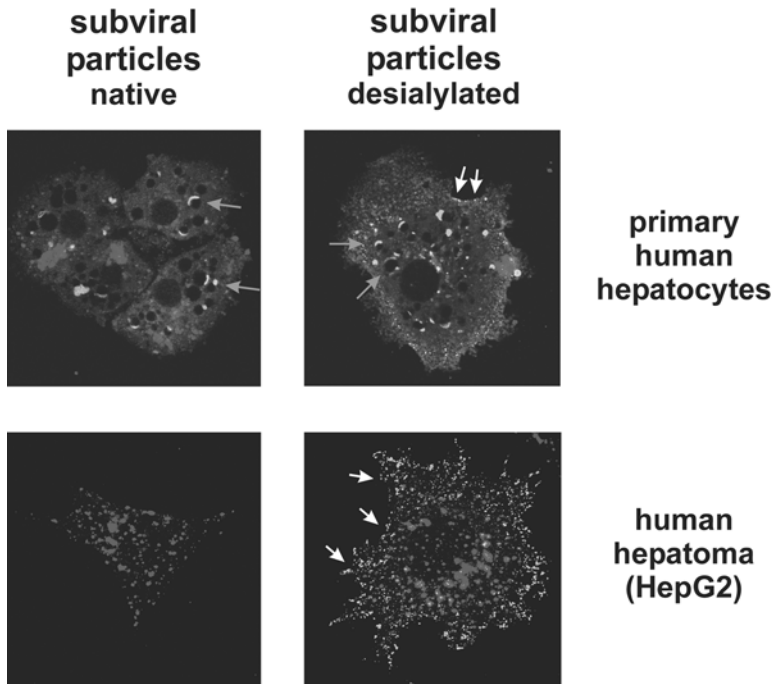 subviral
particles
native
subviral
particles
desialylated
primary
human
hepatocytes
human
hepatoma
(HepG2)